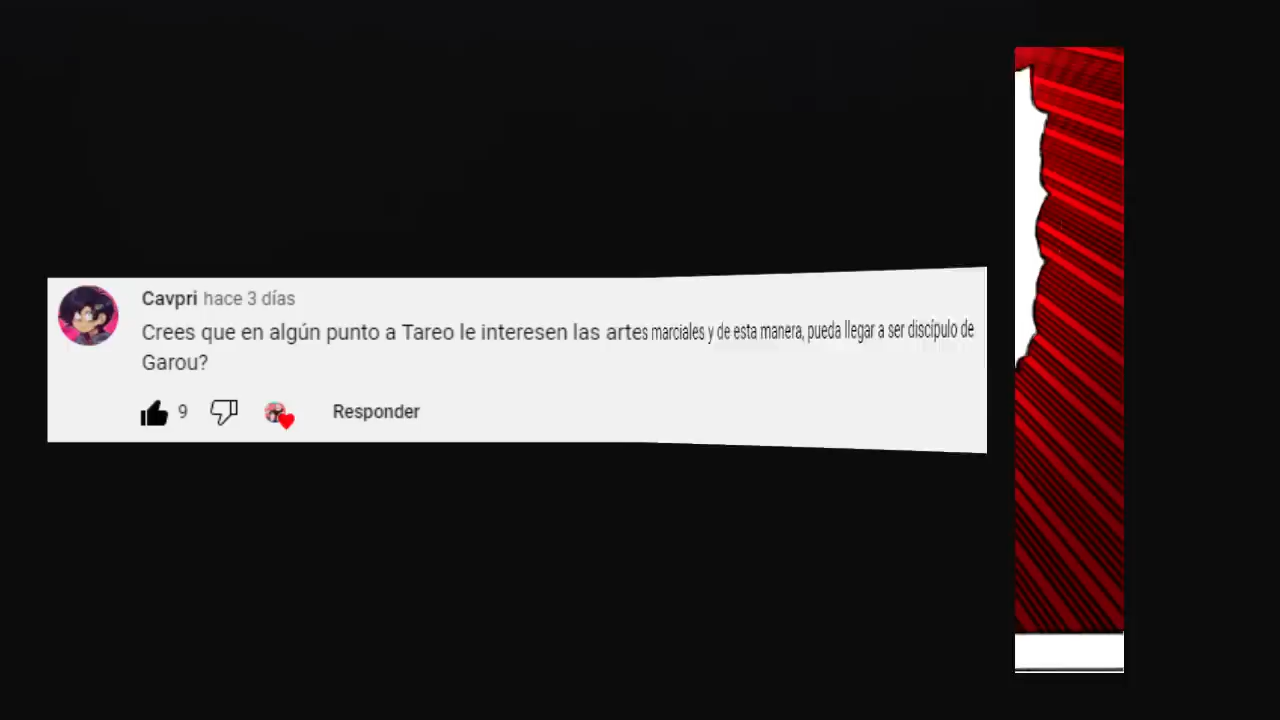 Cavpri hace 3 días
Crees que en algún punto a Tareo le interesen las artes marciales y de esta manera, pueda llegar a ser discípulo de
Garou?
9 Responder